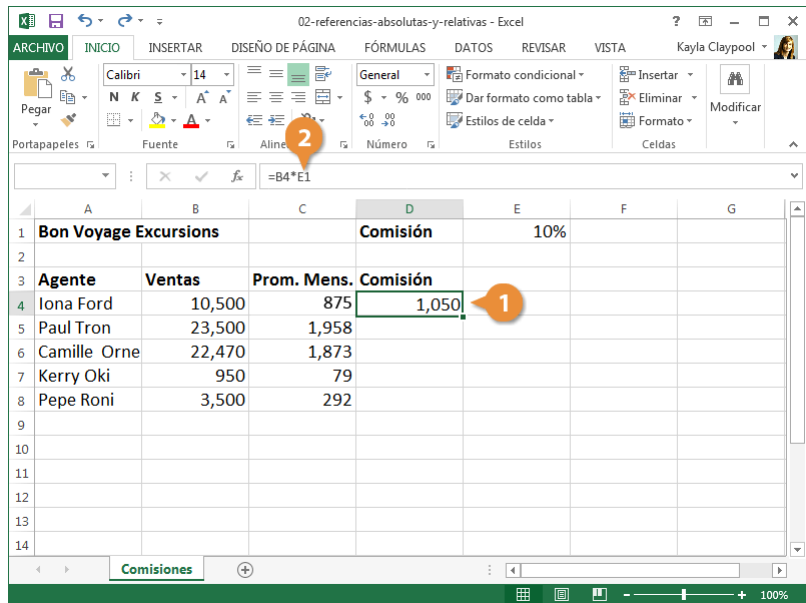 02-referencias-absolutas-y-relativas - Excel ?
ARCHIVO INICIO INSERTAR DISEÑO DE PÁGINA FÓRMULAS DATOS REVISAR VISTA Kayla Claypool
Pegar
Calibri 14 A A
N K S A
General
$ % 000
Formato condicional
Dar formato como tabla
Estilos de celda
Insertar
Eliminar
Formato
Modificar
Portapapeles Fuente Aline Número Estilos Celdas
2
fx =B4*E1
A B C D E F G
1 Bon Voyage Excursions Comisión 10%
2
3 Agente Ventas Prom. Mens. Comisión
4 Iona Ford 10,500 875 1,050 1
5 Paul Tron 23,500 1,958
6 Camille Orne 22,470 1,873
7 Kerry Oki 950 79
8 Pepe Roni 3,500 292
9
10
11
12
13
14
Comisiones
100%